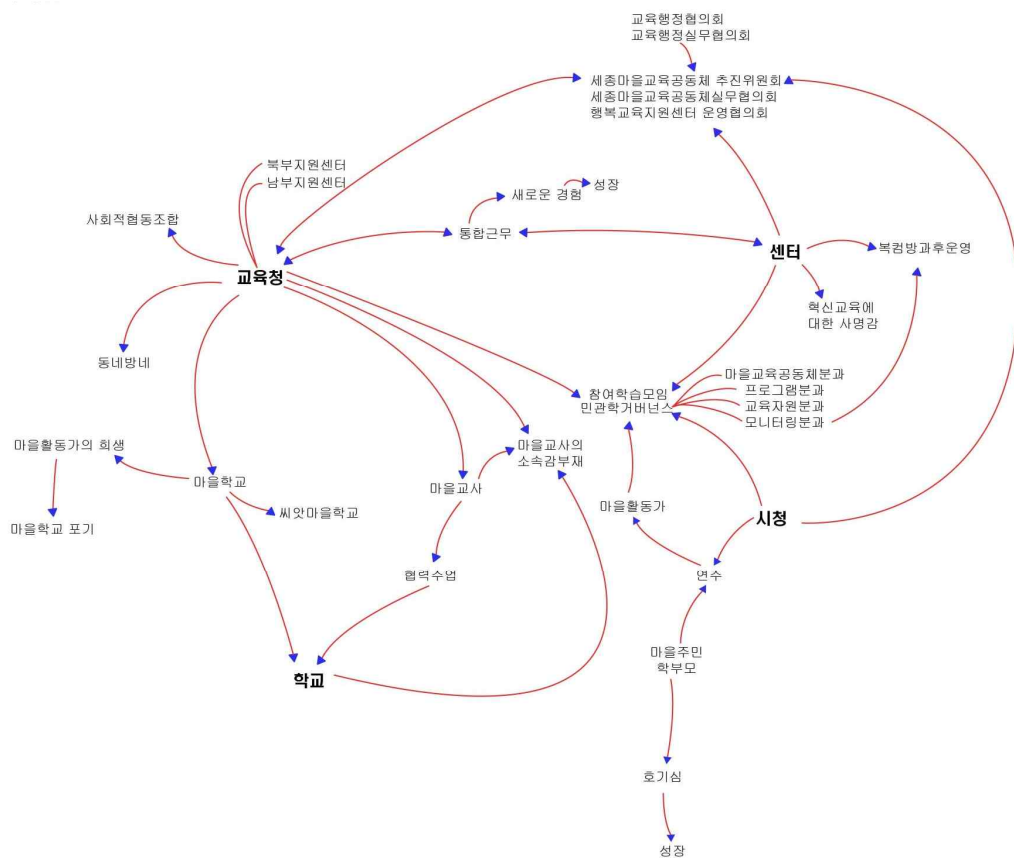 교육행정협의회
교육행정실무협의회
세종마을교육공동체 추진위원회
세종마을교육공동체실무협의회
행복교육지원센터 운영협의회
북부지원센터
남부지원센터
성장
새로운 경험
사회적협동조합
통합근무
센터
복컴방과후운영
교육청
혁신교육에
대한 사명감
동네방네
마을교육공동체분과
프로그램분과
교육자원분과
모니터링분과
참여학습모임
민관학거버넌스
마을활동가의 희생
마을교사의
소속감부재
마을학교
마을교사
씨앗마을학교
마을활동가
시청
마을학교 포기
협력수업
연수
마을주민
학부모
학교
호기심
성장